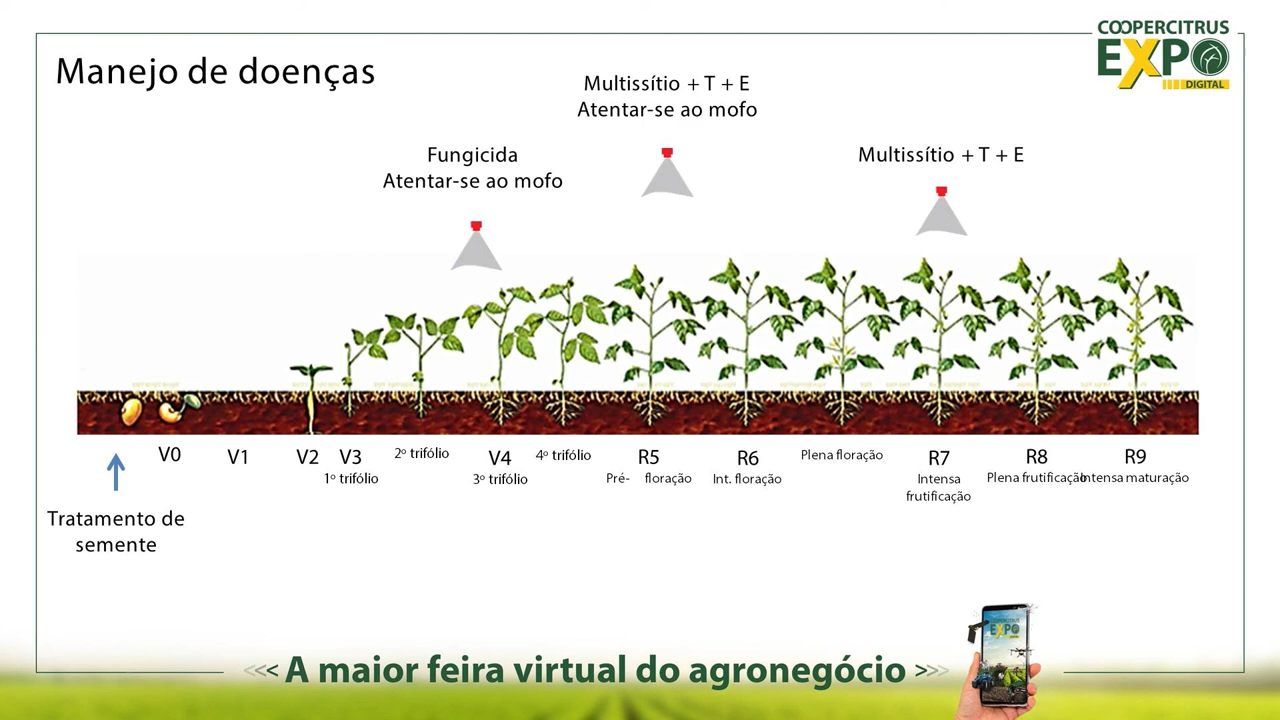 COOPERCITRUS
EXPO
DIGITAL
Manejo de doenças
Multissítio + T + E
Atentar-se ao mofo
Fungicida
Atentar-se ao mofo
Multissítio + T + E
V0
V1
V2
V3
1º trifólio
2º trifólio
V4
3º trifólio
4º trifólio
R5
Pré- floração
R6
Int. floração
Plena floração
R7
Intensa
frutificação
R8
Plena frutificação
R9
Intensa maturação
Tratamento de
semente
<<< A maior feira virtual do agronegócio >>>
EXPO